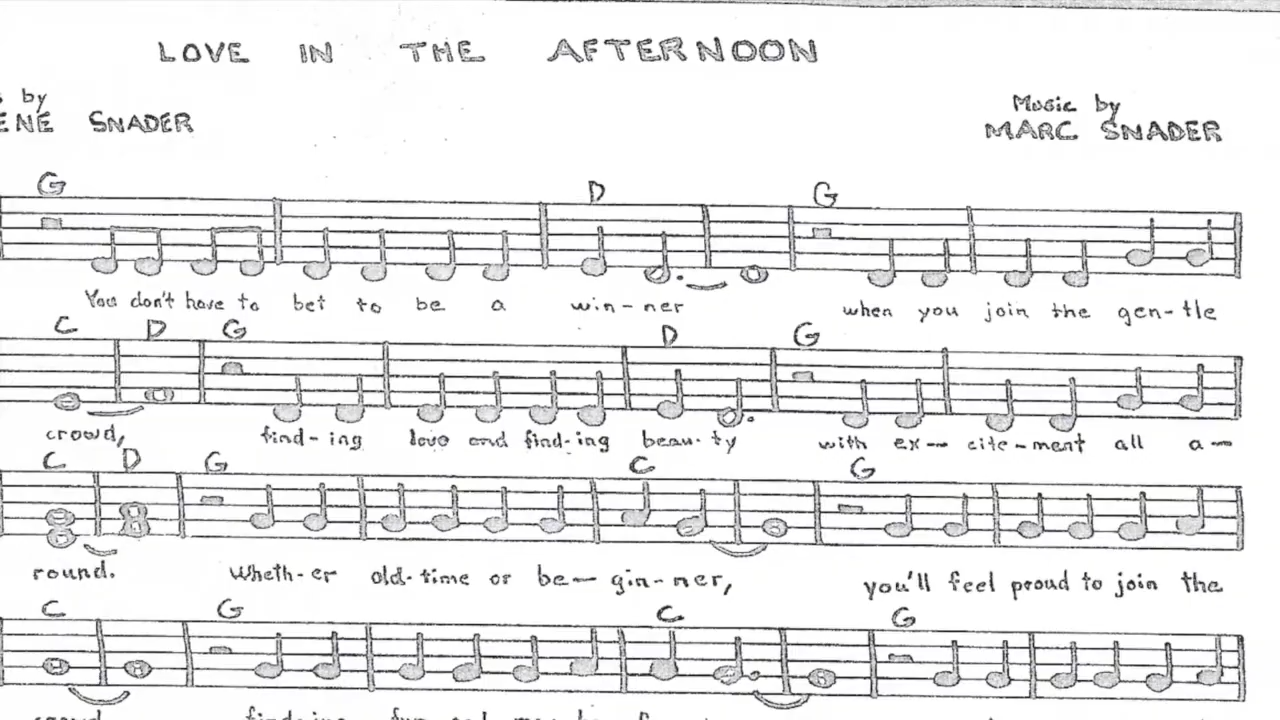 LOVE IN THE AFTERNOON
by
Music by
SNADER
MARC SNADER
G D G
You don't have to bet to be a win-ner when you join the gen-tle
C D G D G
crowd, find-ing love and find-ing beau-ty with ex- cite-ment all a-
C D G C G
round. Wheth-er old-time or be- gin-ner, you'll feel proud to join the
C G C G
crowd